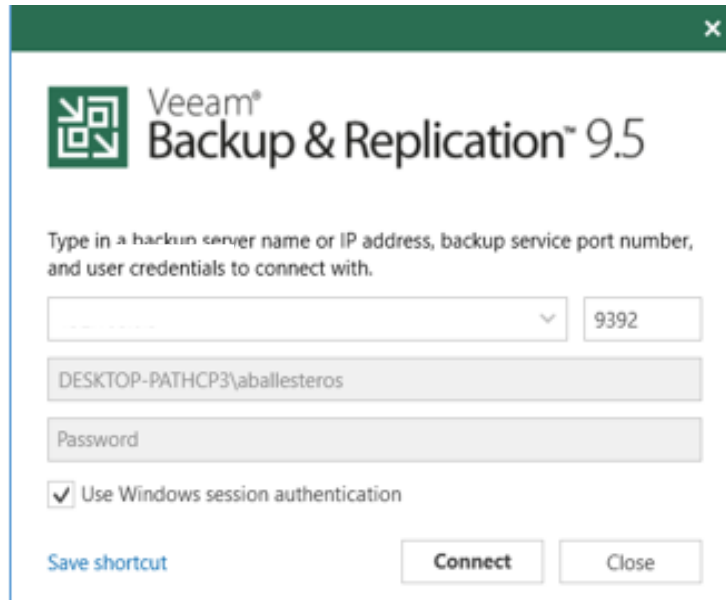 Veeam®
Backup & Replication™ 9.5
Type in a backup server name or IP address, backup service port number,
and user credentials to connect with.
9392
DESKTOP-PATHCP3\aballesteros
Password
Use Windows session authentication
Save shortcut Connect Close